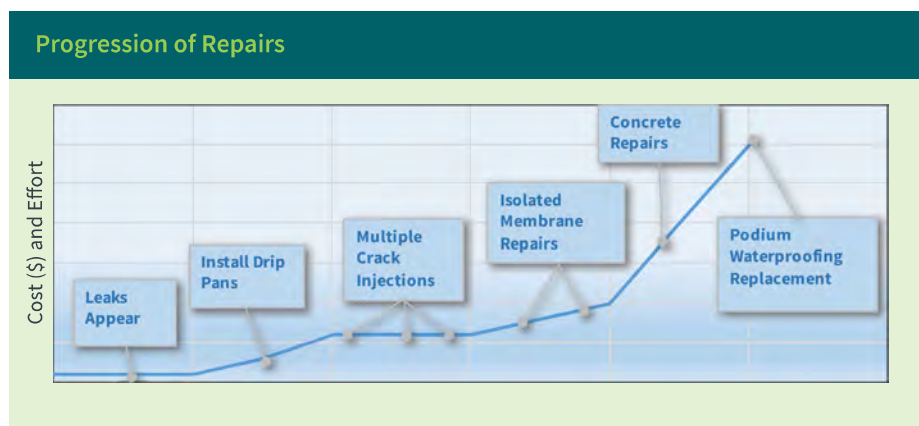 Progression of Repairs
Cost ($) and Effort
Leaks
Appear
Install Drip
Pans
Multiple
Crack
Injections
Isolated
Membrane
Repairs
Concrete
Repairs
Podium
Waterproofing
Replacement